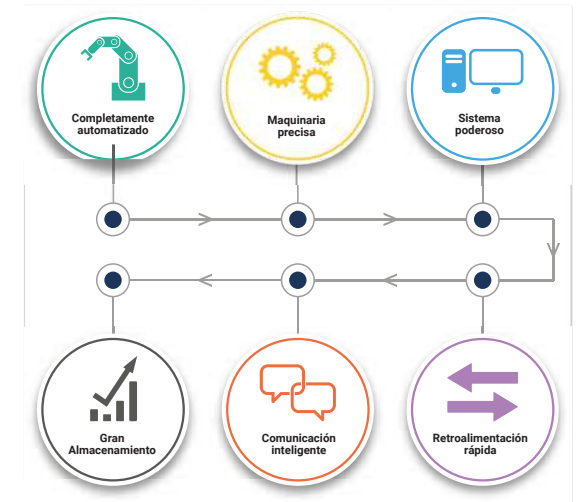 Completamente
automatizado
Maquinaria
precisa
Sistema
poderoso
Gran
Almacenamiento
Comunicación
inteligente
Retroalimentación
rápida